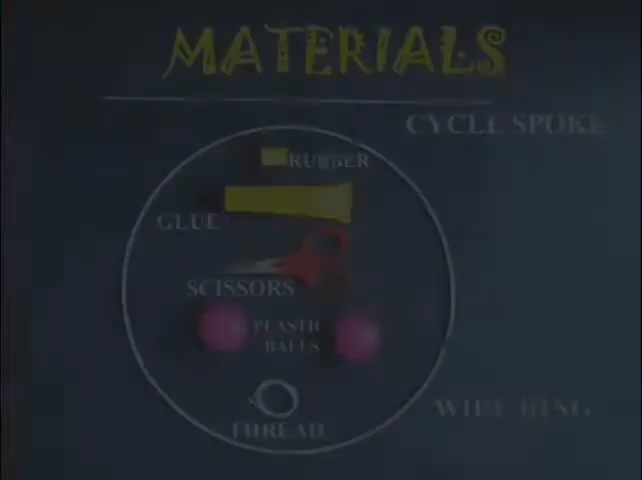 MATERIALS
CYCLE SPOKE
RUBBER
GLUE
SCISSORS
PLASTIC
BALLS
WIRE RING
THREAD